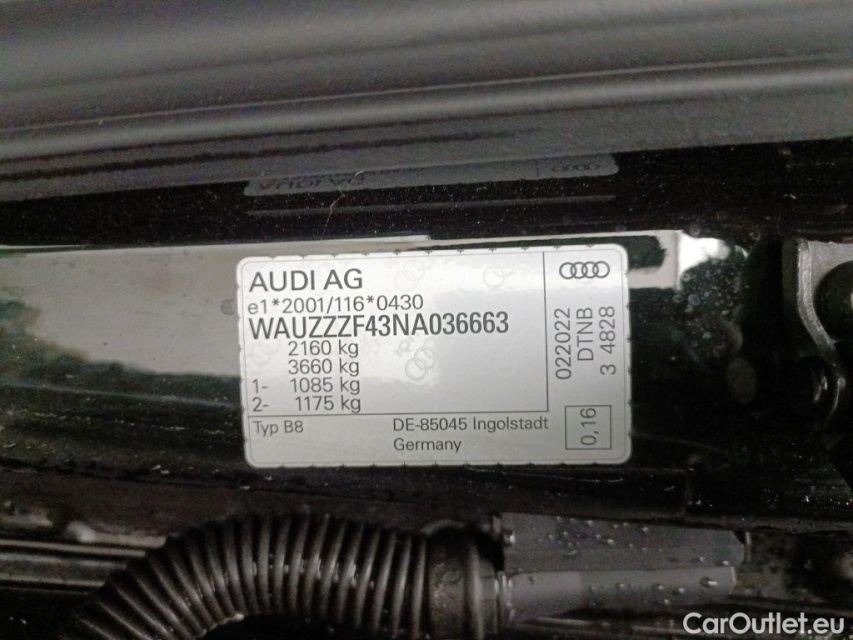 AUDI AG
e1*2001/116*0430
WAUZZZF43NA036663
2160 kg
3660 kg
1- 1085 kg
2- 1175 kg
Typ B8
DE-85045 Ingolstadt
Germany
022022
DTNB
3 4828
0,16
CarOutlet.eu